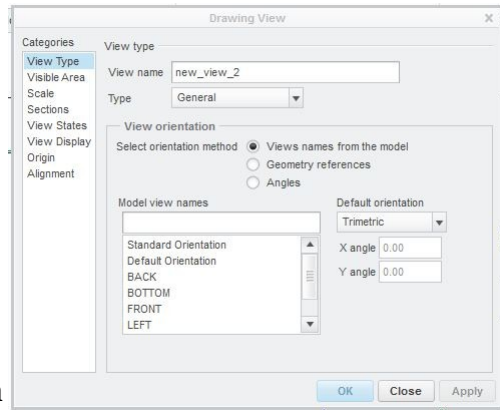 Drawing View X
Categories
View Type
Visible Area
Scale
Sections
View States
View Display
Origin
Alignment
View type
View name new_view_2
Type General
View orientation
Select orientation method Views names from the model
Geometry references
Angles
Model view names
Standard Orientation
Default Orientation
BACK
BOTTOM
FRONT
LEFT
Default orientation
Trimetric
X angle 0.00
Y angle 0.00
OK Close Apply